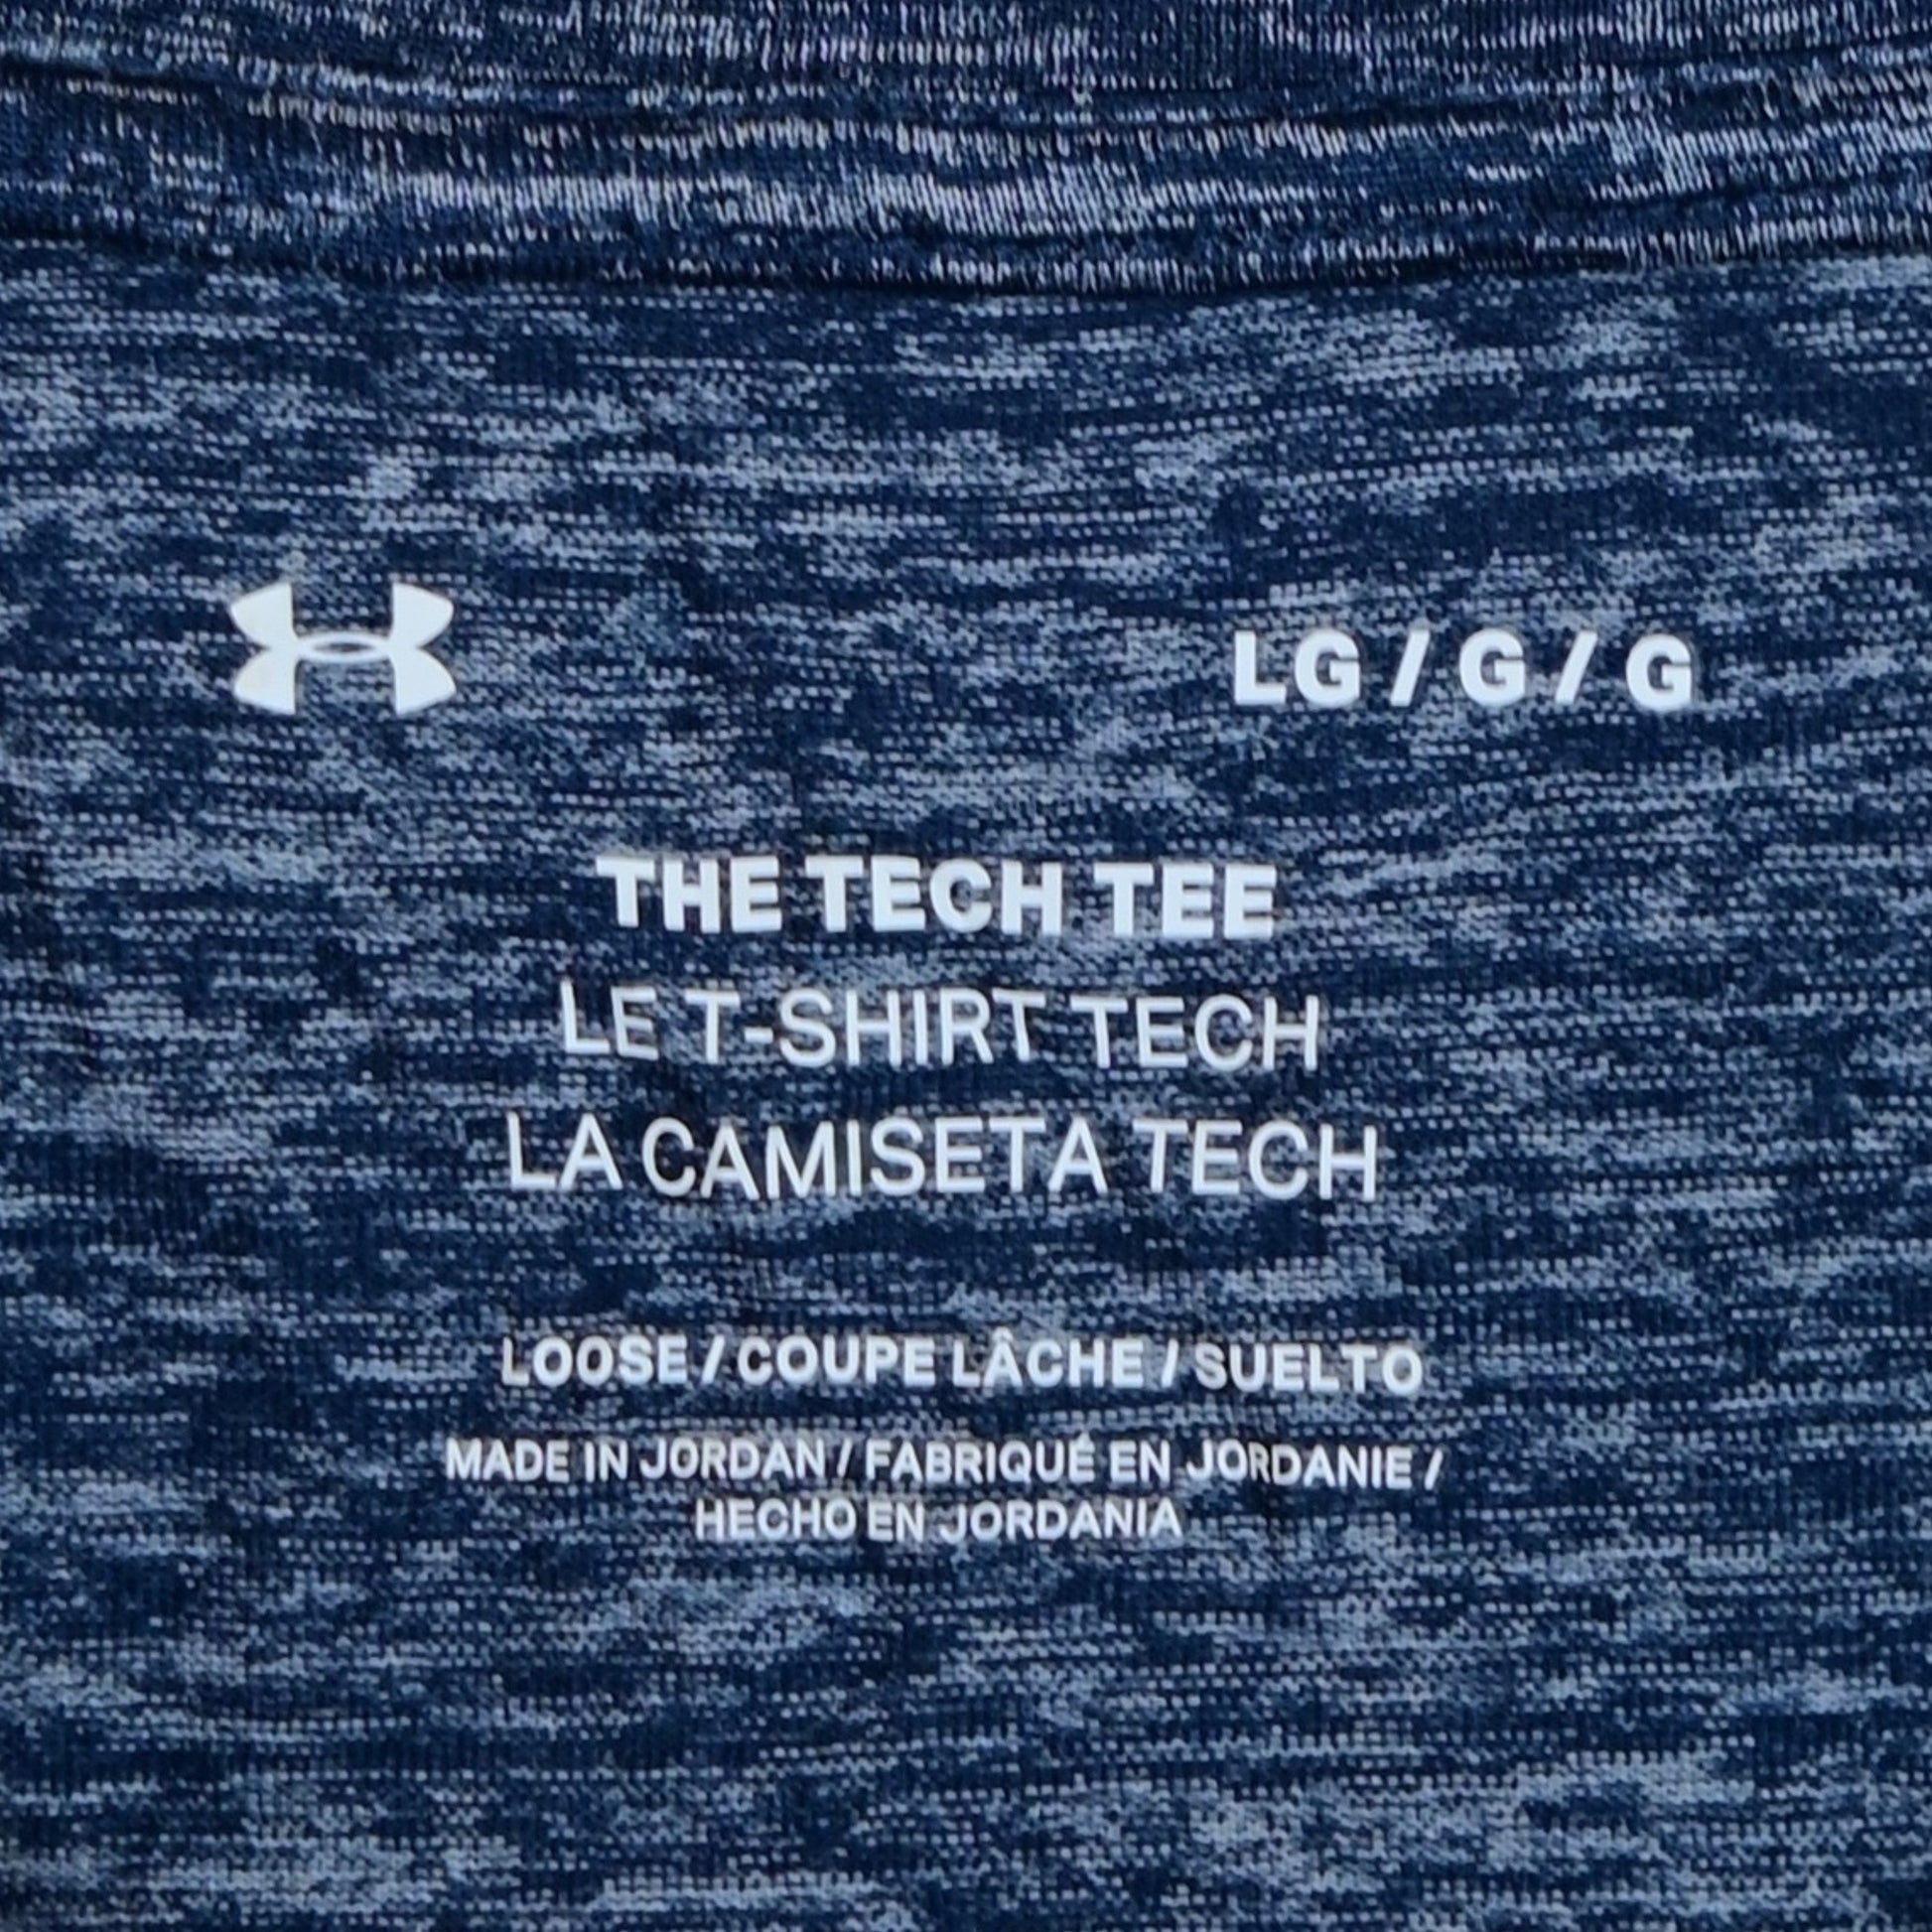 LG / G / G
THE TECH TEE
LE T-SHIRT TECH
LA CAMISETA TECH
LOOSE / COUPE LÂCHE / SUELTO
MADE IN JORDAN / FABRIQUÉ EN JORDANIE /
HECHO EN JORDANIA